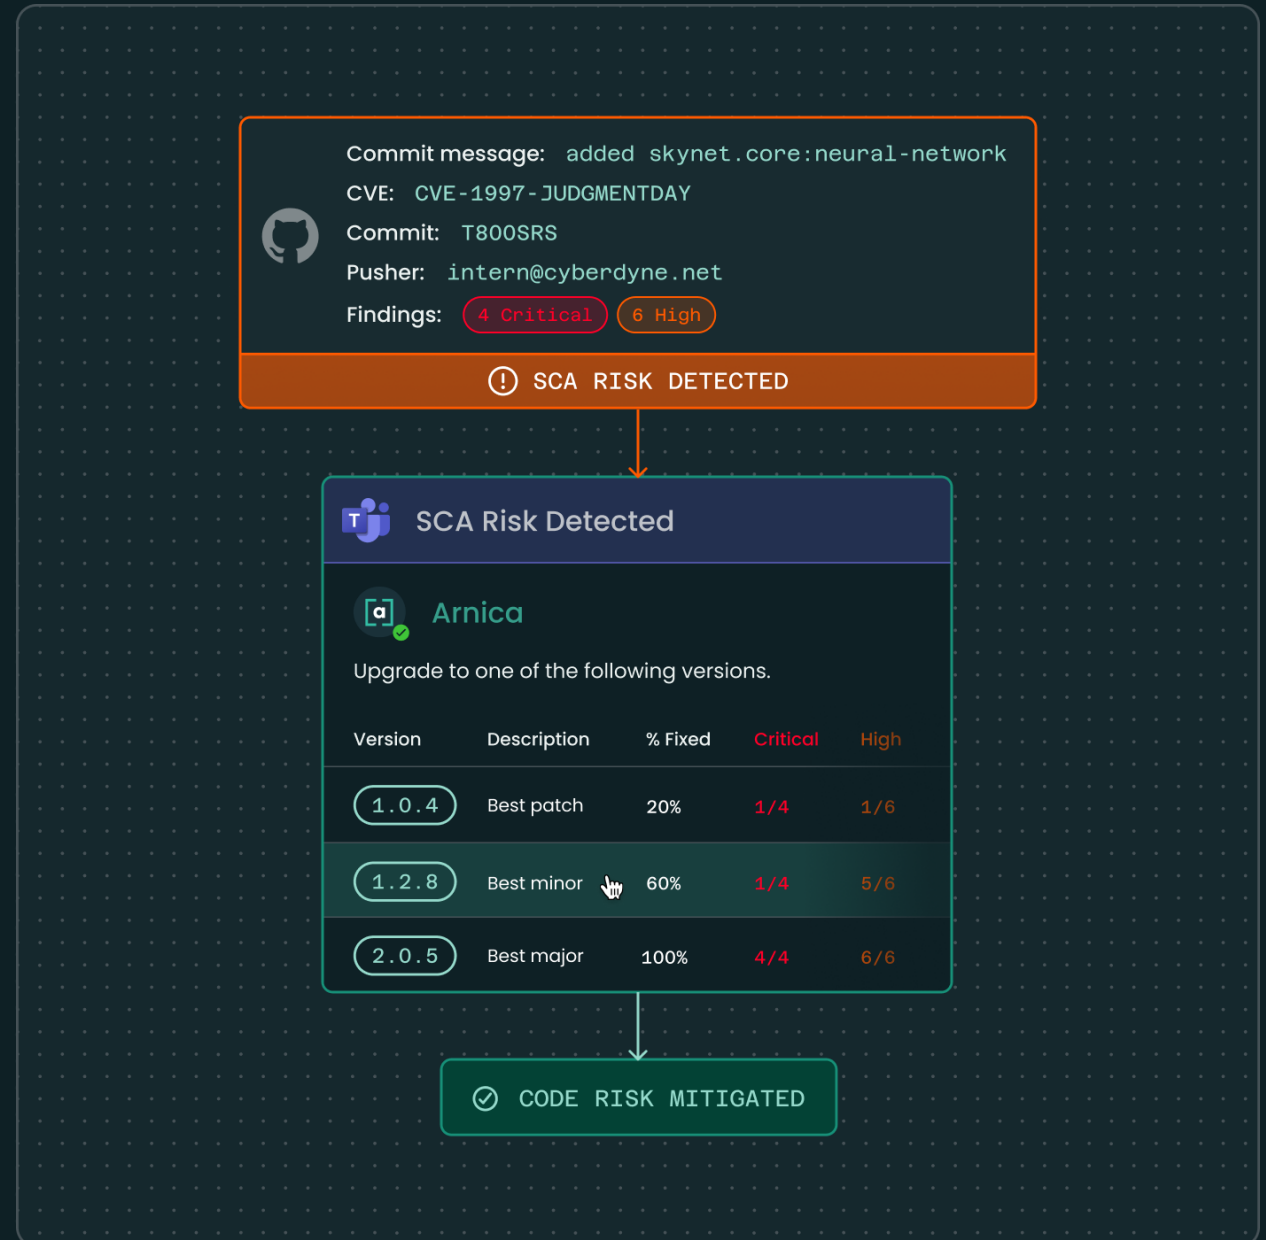 Commit message: added skynet.core:neural-network
CVE: CVE-1997-JUDGMENTDAY
Commit: T800SRS
Pusher: intern@cyberdyne.net
Findings: 4 Critical 6 High
SCA RISK DETECTED
T SCA Risk Detected
[a] Arnica
Upgrade to one of the following versions.
Version Description % Fixed Critical High
1.0.4 Best patch 20% 1/4 1/6
1.2.8 Best minor 60% 1/4 5/6
2.0.5 Best major 100% 4/4 6/6
CODE RISK MITIGATED